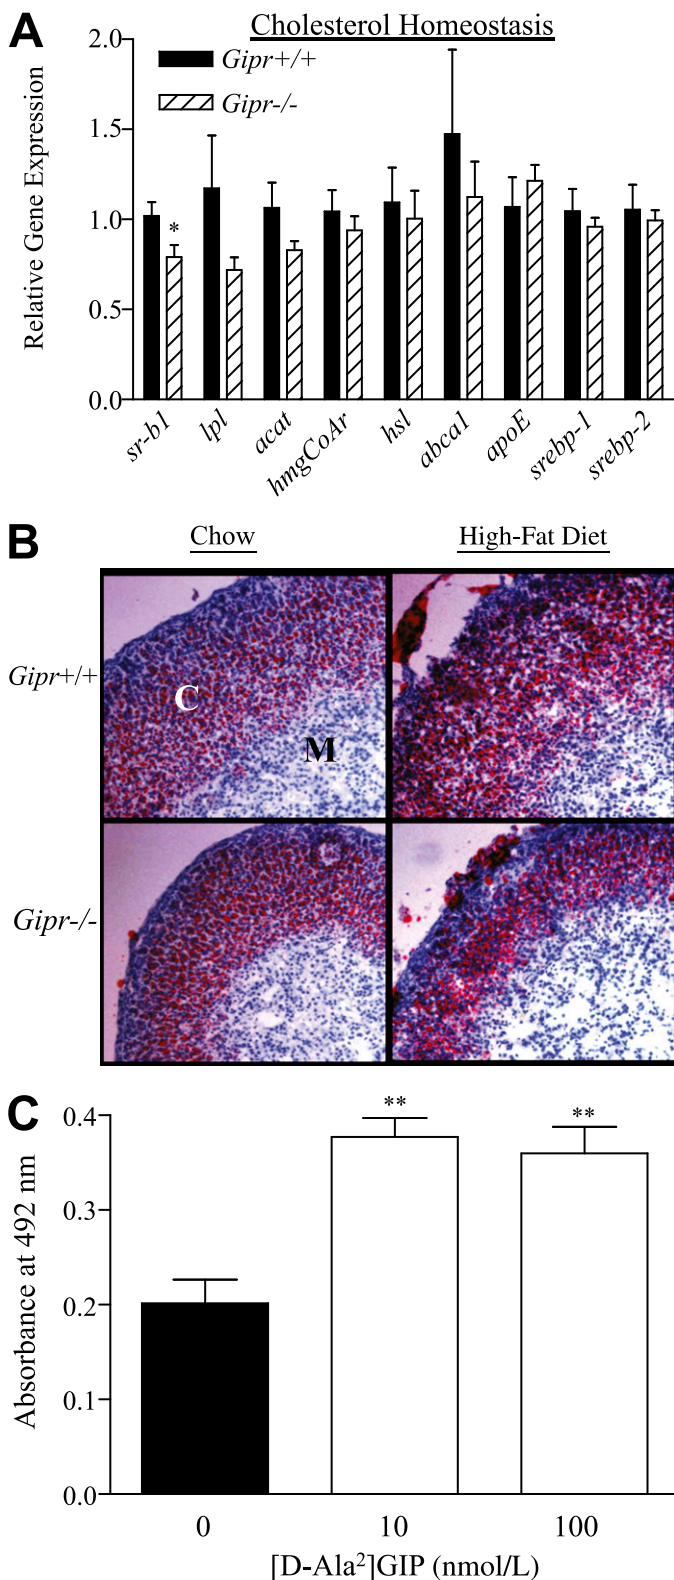 A
Cholesterol Homeostasis
Gipr+/+
Gipr-/-
Relative Gene Expression
2.0
1.5
1.0
0.5
0.0
*
sr-b1
lpl
acat
hmgCoAr
hsl
abca1
apoE
srebp-1
srebp-2
B
Chow
High-Fat Diet
Gipr+/+
C
M
Gipr-/-
C
Absorbance at 492 nm
0.4
0.3
0.2
0.1
0.0
**
**
0
10
100
[D-Ala²]GIP (nmol/L)